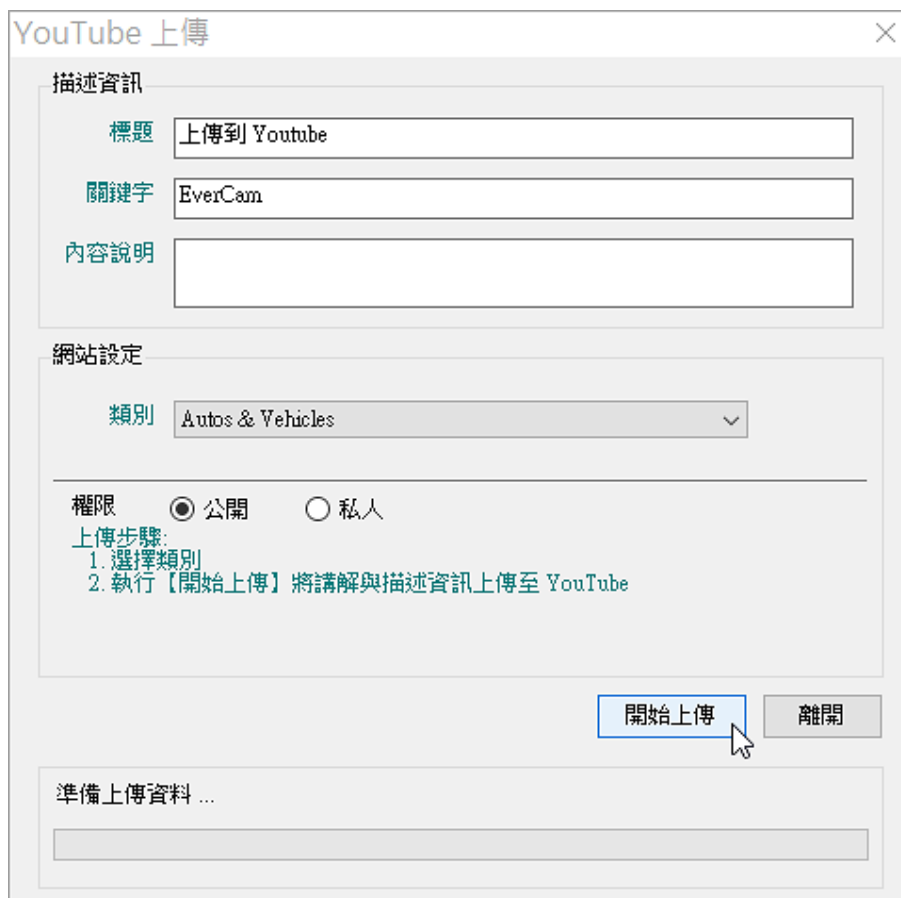 YouTube 上傳
描述資訊
標題 上傳到 Youtube
關鍵字 EverCam
內容說明
網站設定
類別 Autos & Vehicles
權限 公開 私人
上傳步驟:
1. 選擇類別
2. 執行【開始上傳】將講解與描述資訊上傳至 YouTube
開始上傳 離開
準備上傳資料 ...